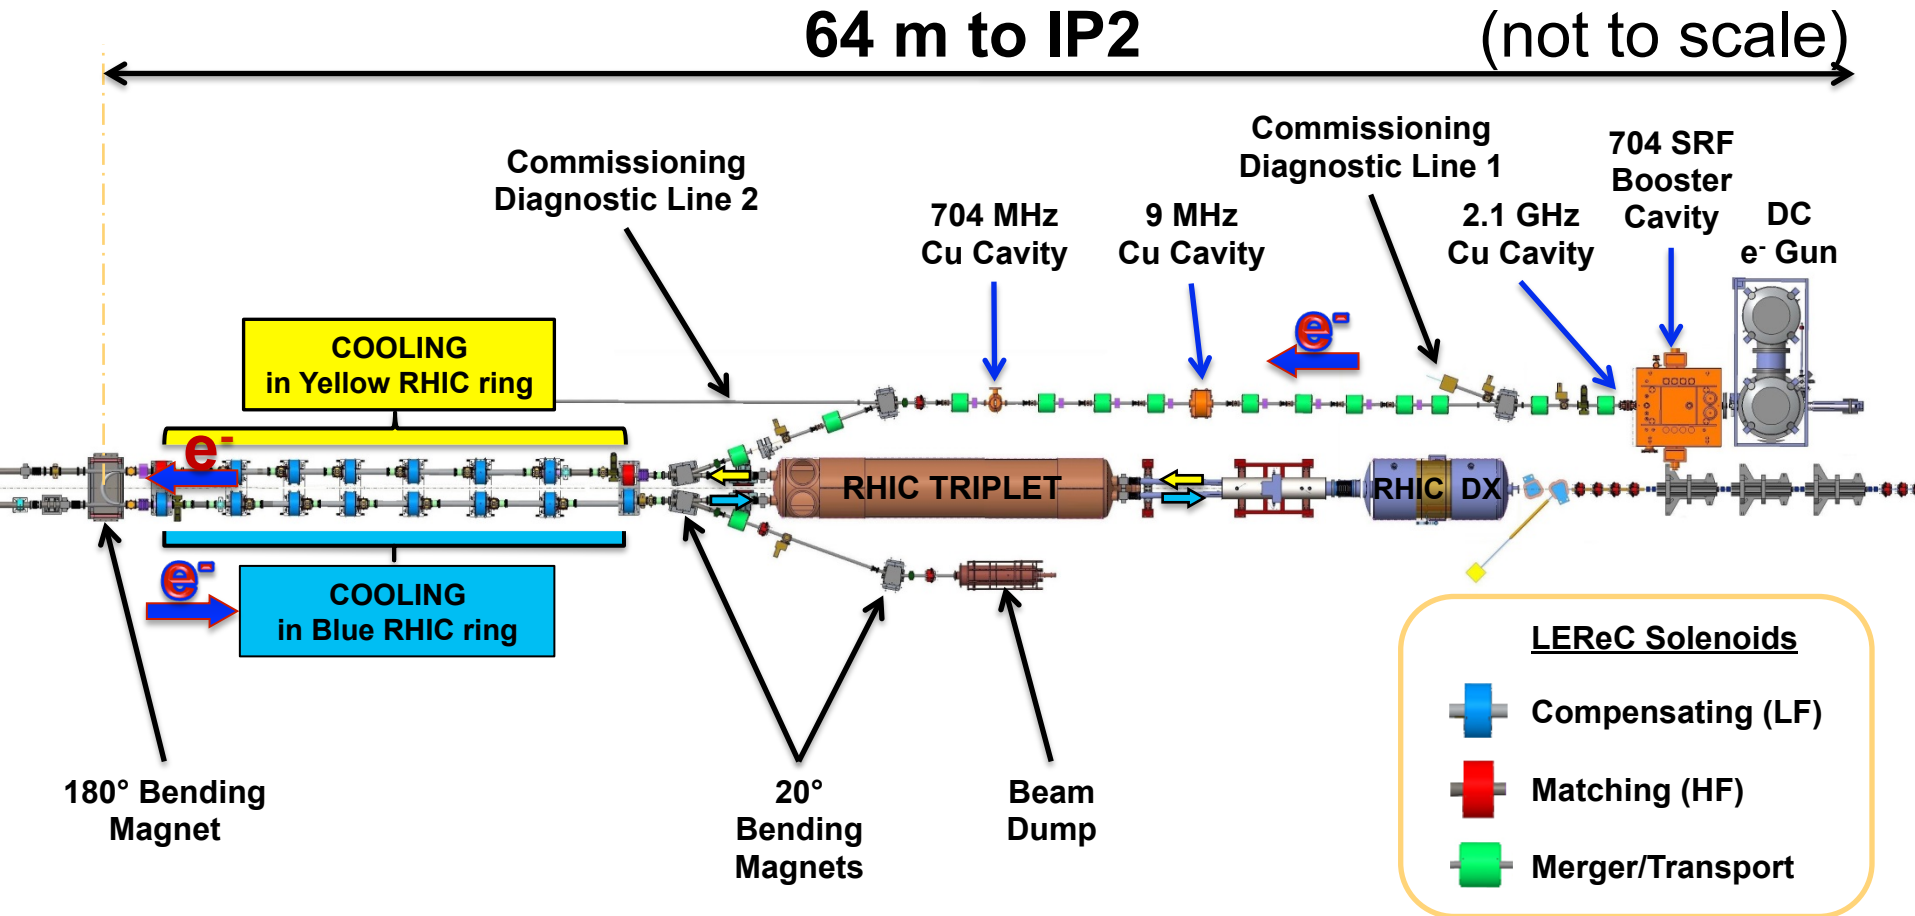 64 m to IP2
(not to scale)
Commissioning
Diagnostic Line 2
704 MHz
Cu Cavity
9 MHz
Cu Cavity
Commissioning
Diagnostic Line 1
2.1 GHz
Cu Cavity
704 SRF
Booster
Cavity
DC
e- Gun
e-
COOLING
in Yellow RHIC ring
e-
RHIC TRIPLET
RHIC DX
e-
COOLING
in Blue RHIC ring
180° Bending
Magnet
20°
Bending
Magnets
Beam
Dump
LEReC Solenoids
Compensating (LF)
Matching (HF)
Merger/Transport